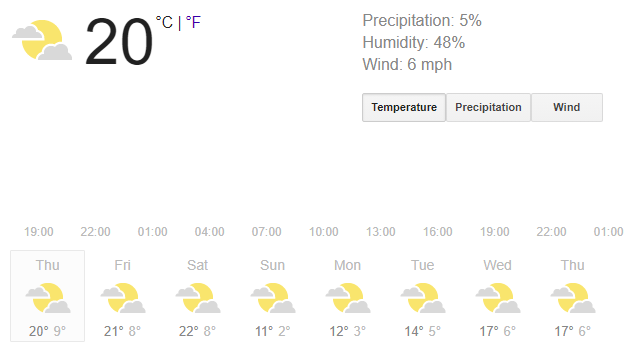 20 °C | °F
Precipitation: 5%
Humidity: 48%
Wind: 6 mph
Temperature Precipitation Wind
19:00 22:00 01:00 04:00 07:00 10:00 13:00 16:00 19:00 22:00 01:00
Thu Fri Sat Sun Mon Tue Wed Thu
20° 9° 21° 8° 22° 8° 11° 2° 12° 3° 14° 5° 17° 6° 17° 6°